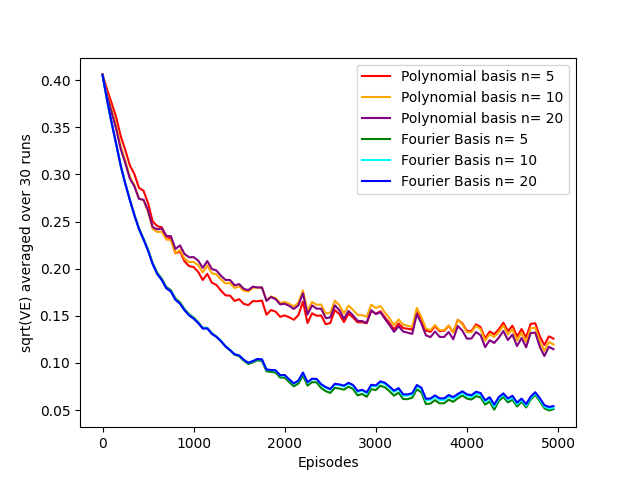 0.40
0.35
0.30
0.25
0.20
0.15
0.10
0.05
sqrt(VE) averaged over 30 runs
Polynomial basis n= 5
Polynomial basis n= 10
Polynomial basis n= 20
Fourier Basis n= 5
Fourier Basis n= 10
Fourier Basis n= 20
0 1000 2000 3000 4000 5000
Episodes